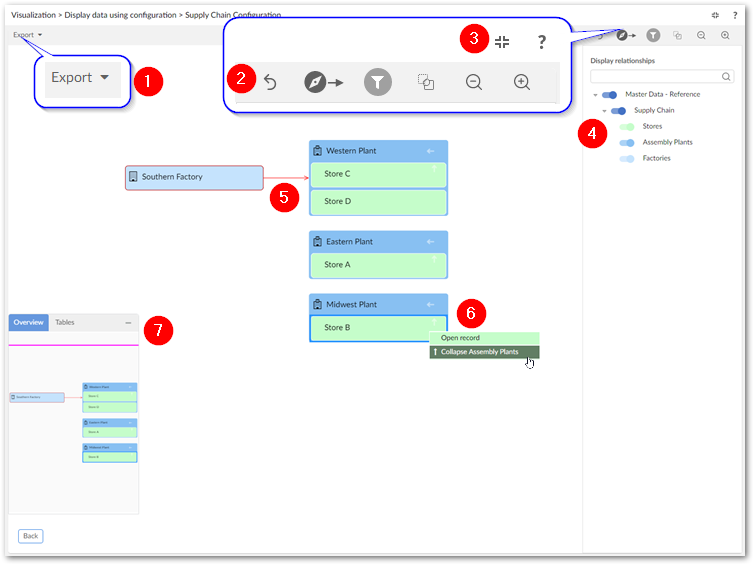 Visualization > Display data using configuration > Supply Chain Configuration
?
Export
Export
1
2
3
?
Display relationships
Master Data - Reference
Supply Chain
4
Stores
Assembly Plants
Factories
Southern Factory
5
Western Plant
Store C
Store D
Eastern Plant
Store A
Midwest Plant
Store B
6
Open record
Collapse Assembly Plants
Overview
Tables
7
Southern Factory
Western Plant
Store C
Store D
Eastern Plant
Store A
Midwest Plant
Store B
Back